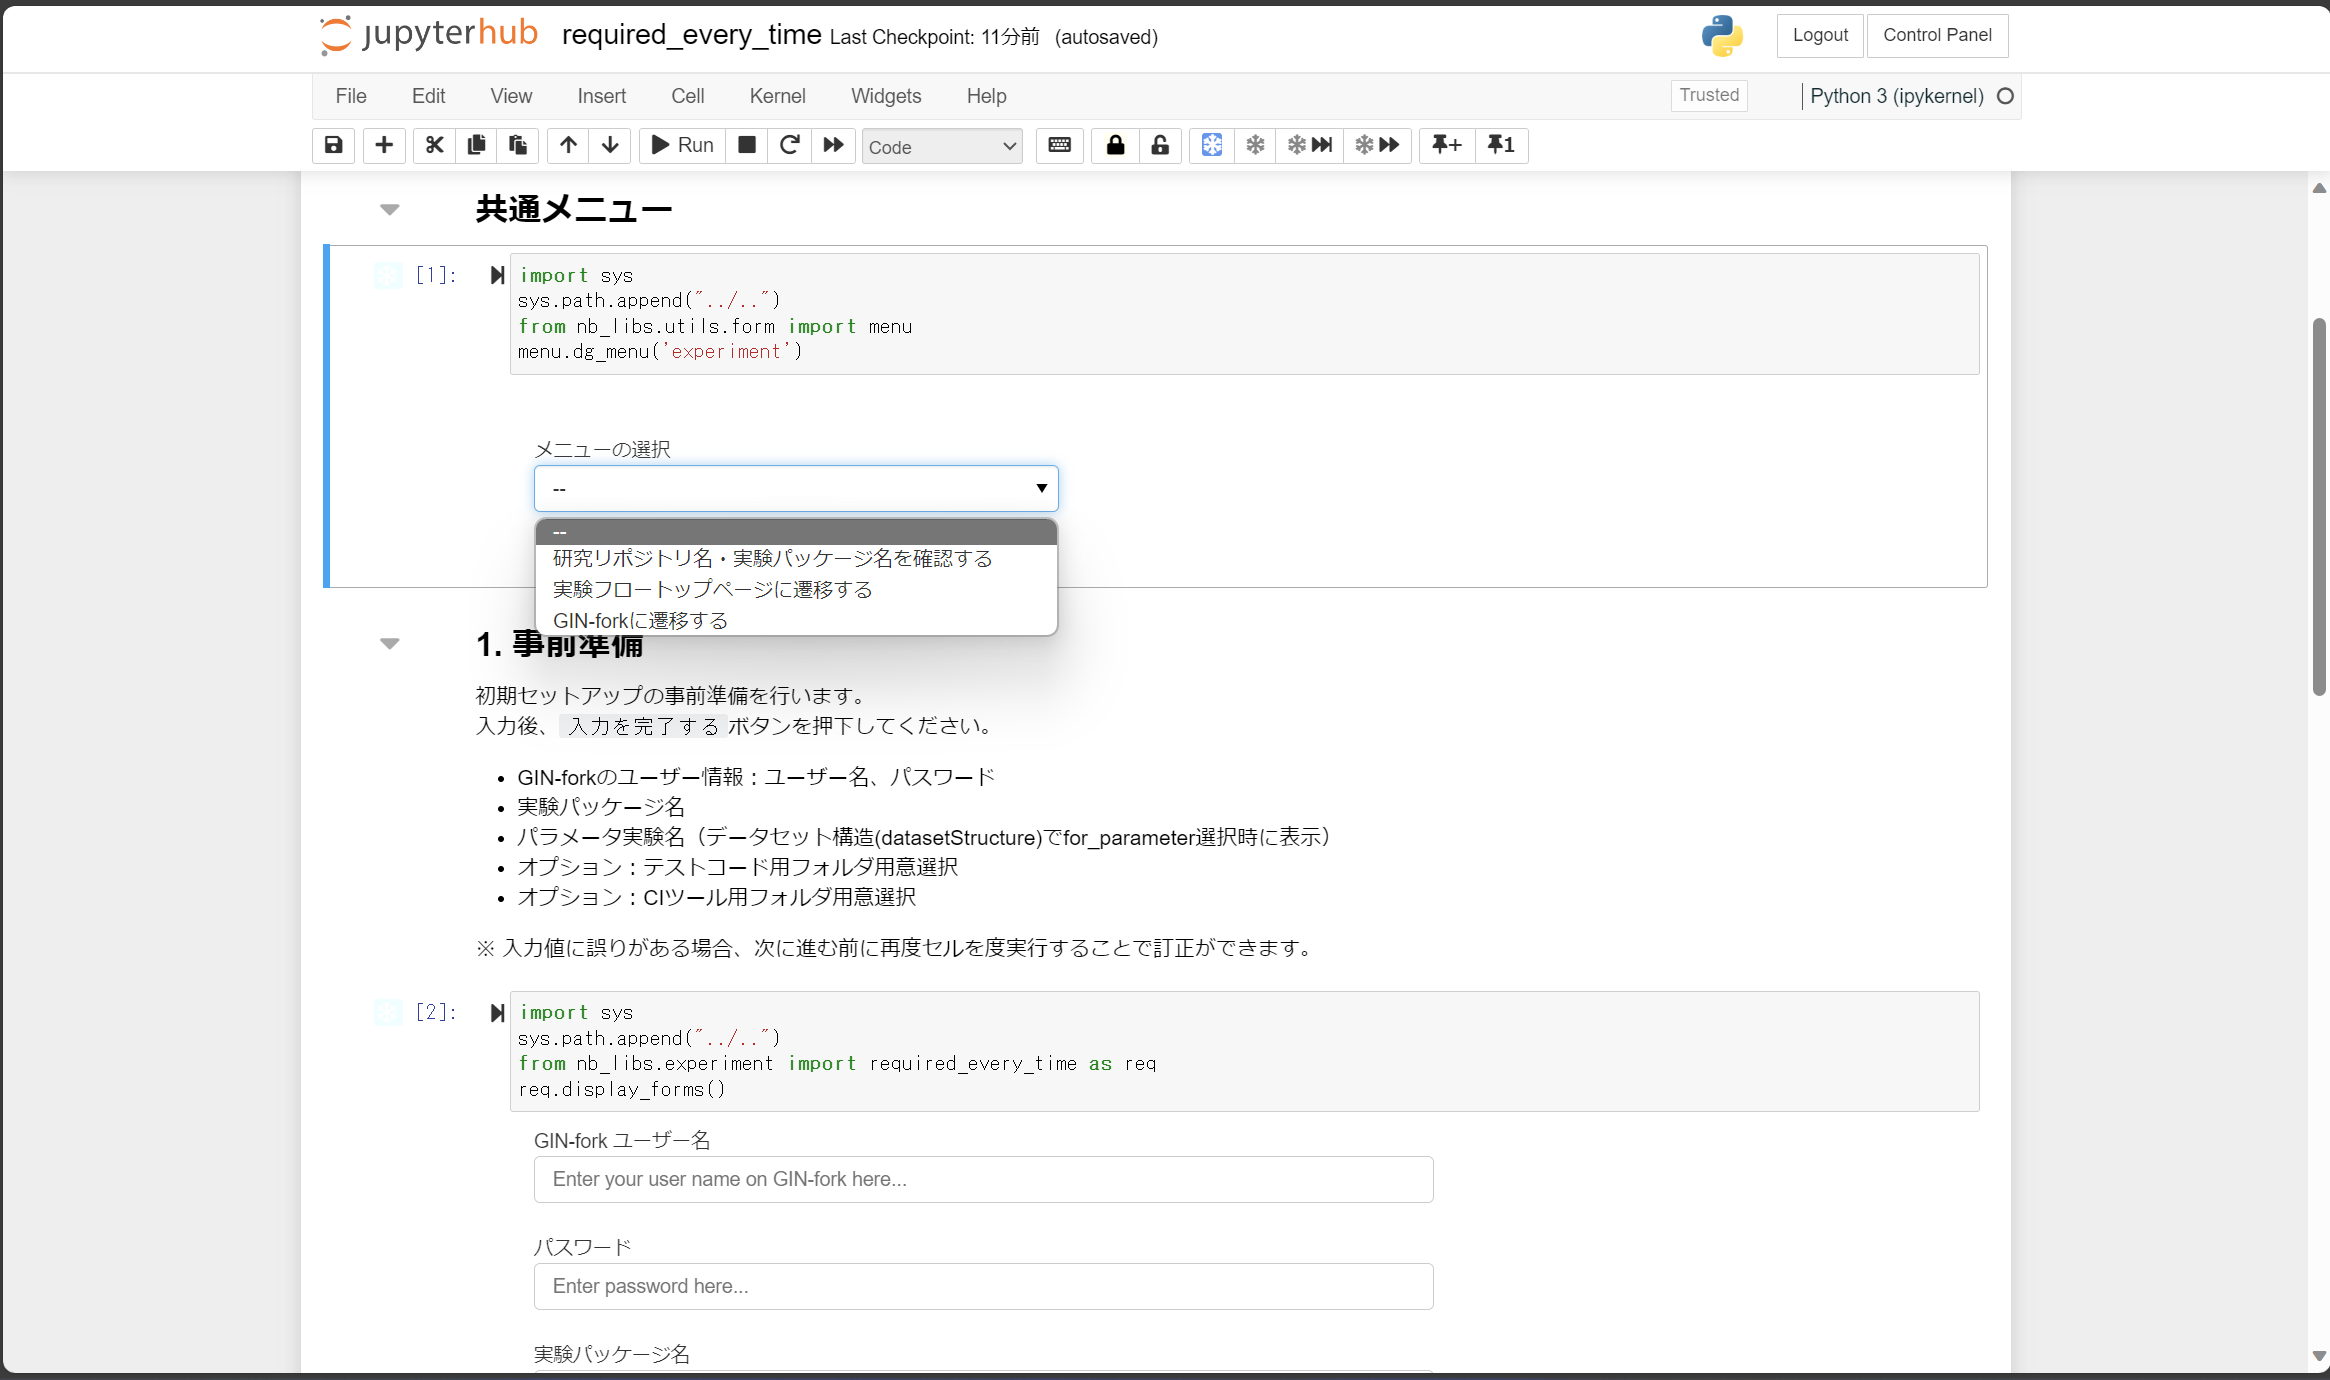 jupyterhub required_every_time Last Checkpoint: 11分前 (autosaved) Logout Control Panel
File Edit View Insert Cell Kernel Widgets Help Trusted Python 3 (ipykernel)
Run Code +  1
共通メニュー
[1]: import sys
sys.path.append("../..")
from nb_libs.utils.form import menu
menu.dg_menu('experiment')
メニューの選択
--
--
研究リポジトリ名・実験パッケージ名を確認する
実験フロートップページに遷移する
GIN-forkに遷移する
1. 事前準備
初期セットアップの事前準備を行います。
入力後、 入力を完了する ボタンを押下してください。
• GIN-forkのユーザー情報：ユーザー名、パスワード
• 実験パッケージ名
• パラメータ実験名（データセット構造(datasetStructure)でfor_parameter選択時に表示）
• オプション：テストコード用フォルダ用意選択
• オプション：CIツール用フォルダ用意選択
※ 入力値に誤りがある場合、次に進む前に再度セルを度実行することで訂正ができます。
[2]: import sys
sys.path.append("../..")
from nb_libs.experiment import required_every_time as req
req.display_forms()
GIN-fork ユーザー名
Enter your user name on GIN-fork here...
パスワード
Enter password here...
実験パッケージ名